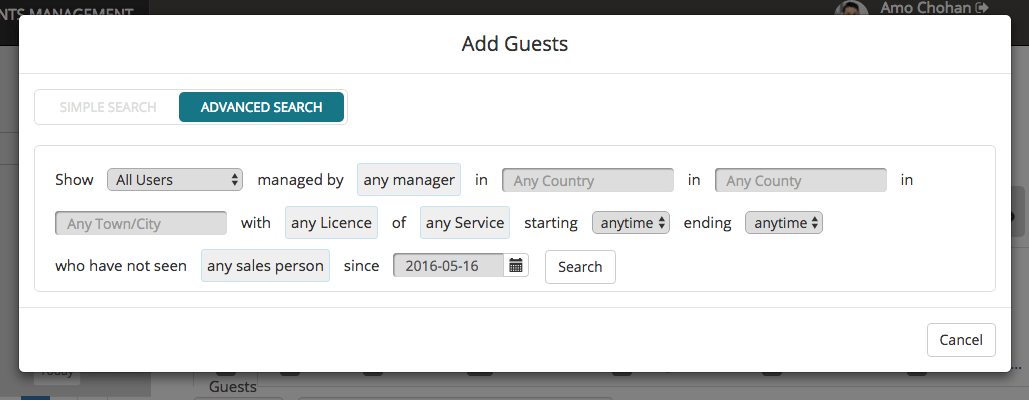 NTS MANAGEMENT
Amo Chohan
Add Guests
SIMPLE SEARCH ADVANCED SEARCH
Show All Users managed by any manager in Any Country in Any County in
Any Town/City with any Licence of any Service starting anytime ending anytime
who have not seen any sales person since 2016-05-16 Search
Cancel
Today
Guests